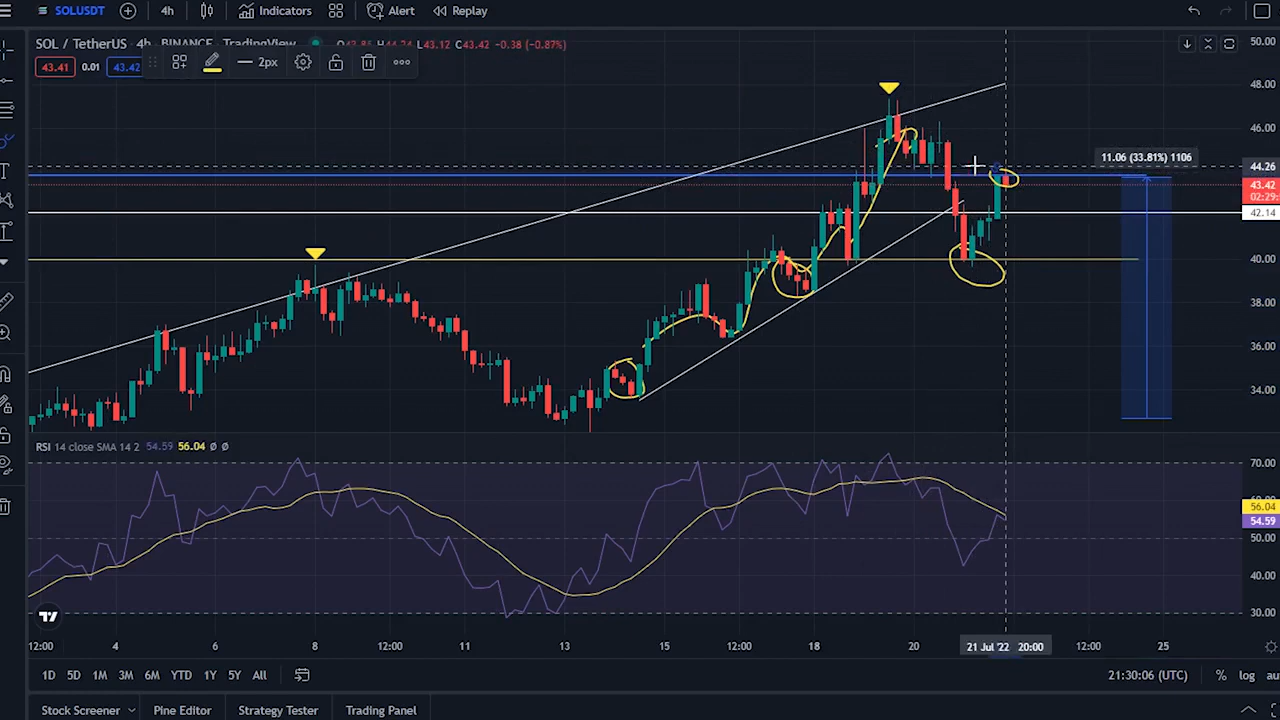 SOLUSDT 4h Indicators Alert Replay
SOL / TetherUS 4h BINANCE TradingView H44.24 L43.12 C43.42 -0.38 (-0.87%)
43.41 0.01 43.42 2px
50.00
48.00
46.00
11.06 (33.81%) 1106
44.26
43.42
42.14
40.00
38.00
36.00
34.00
RSI 14 close SMA 14 2 54.59 56.04 Ø Ø
70.00
56.04
54.59
50.00
40.00
30.00
12:00 4 6 8 12:00 11 13 15 12:00 18 20 21 Jul '22 20:00 12:00 25
1D 5D 1M 3M 6M YTD 1Y 5Y All 21:30:06 (UTC) % log
Stock Screener Pine Editor Strategy Tester Trading Panel